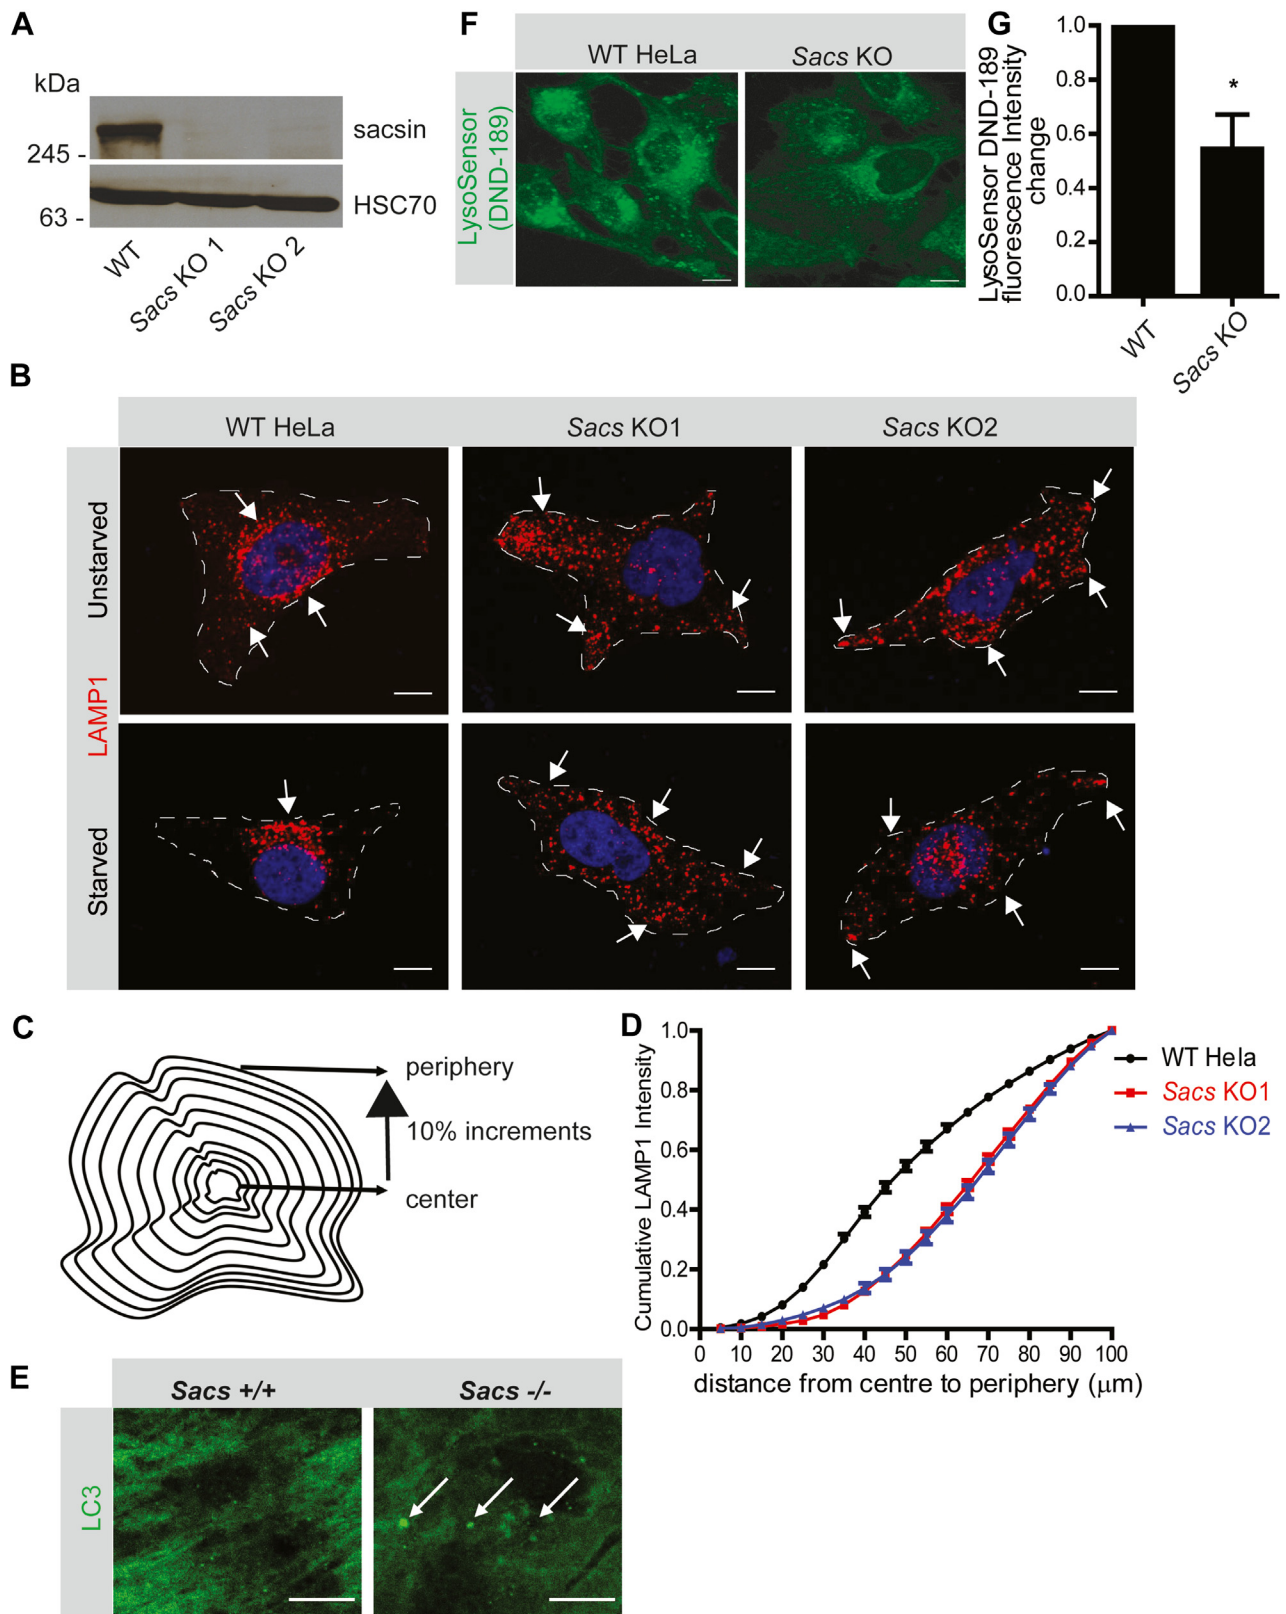 A
kDa
245 -
63 -
sacsin
HSC70
WT
Sacs KO 1
Sacs KO 2
F
WT HeLa
Sacs KO
LysoSensor
(DND-189)
G
LysoSensor DND-189
fluorescence Intensity
change
1.0
0.8
0.6
0.4
0.2
0.0
*
WT
Sacs KO
B
WT HeLa
Sacs KO1
Sacs KO2
LAMP1
Unstarved
Starved
C
periphery
10% increments
center
D
Cumulative LAMP1 Intensity
1.0
0.8
0.6
0.4
0.2
0.0
0 10 20 30 40 50 60 70 80 90 100
distance from centre to periphery (μm)
WT Hela
Sacs KO1
Sacs KO2
E
Sacs +/+
Sacs -/-
LC3